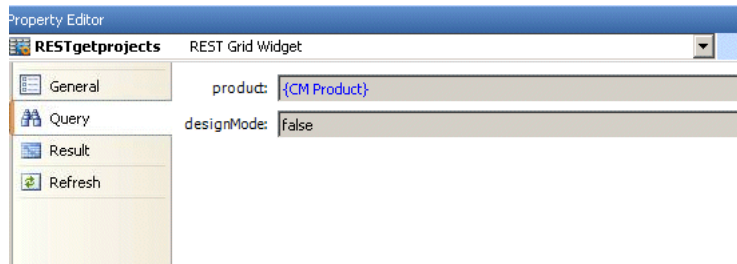 Property Editor
RESTgetprojects REST Grid Widget
General
product: {CM Product}
Query
designMode: false
Result
Refresh